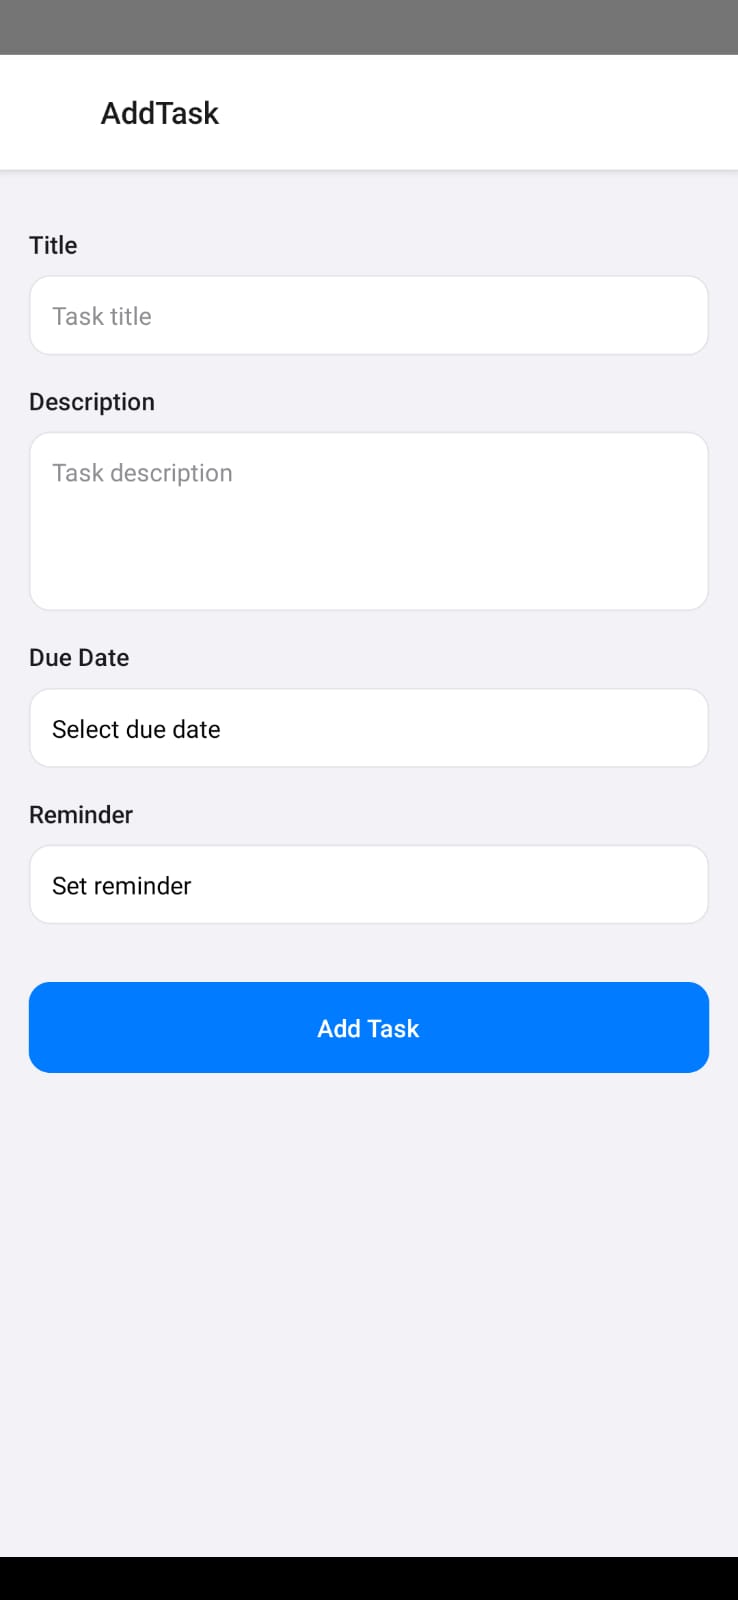 AddTask
Title
Task title
Description
Task description
Due Date
Select due date
Reminder
Set reminder
Add Task